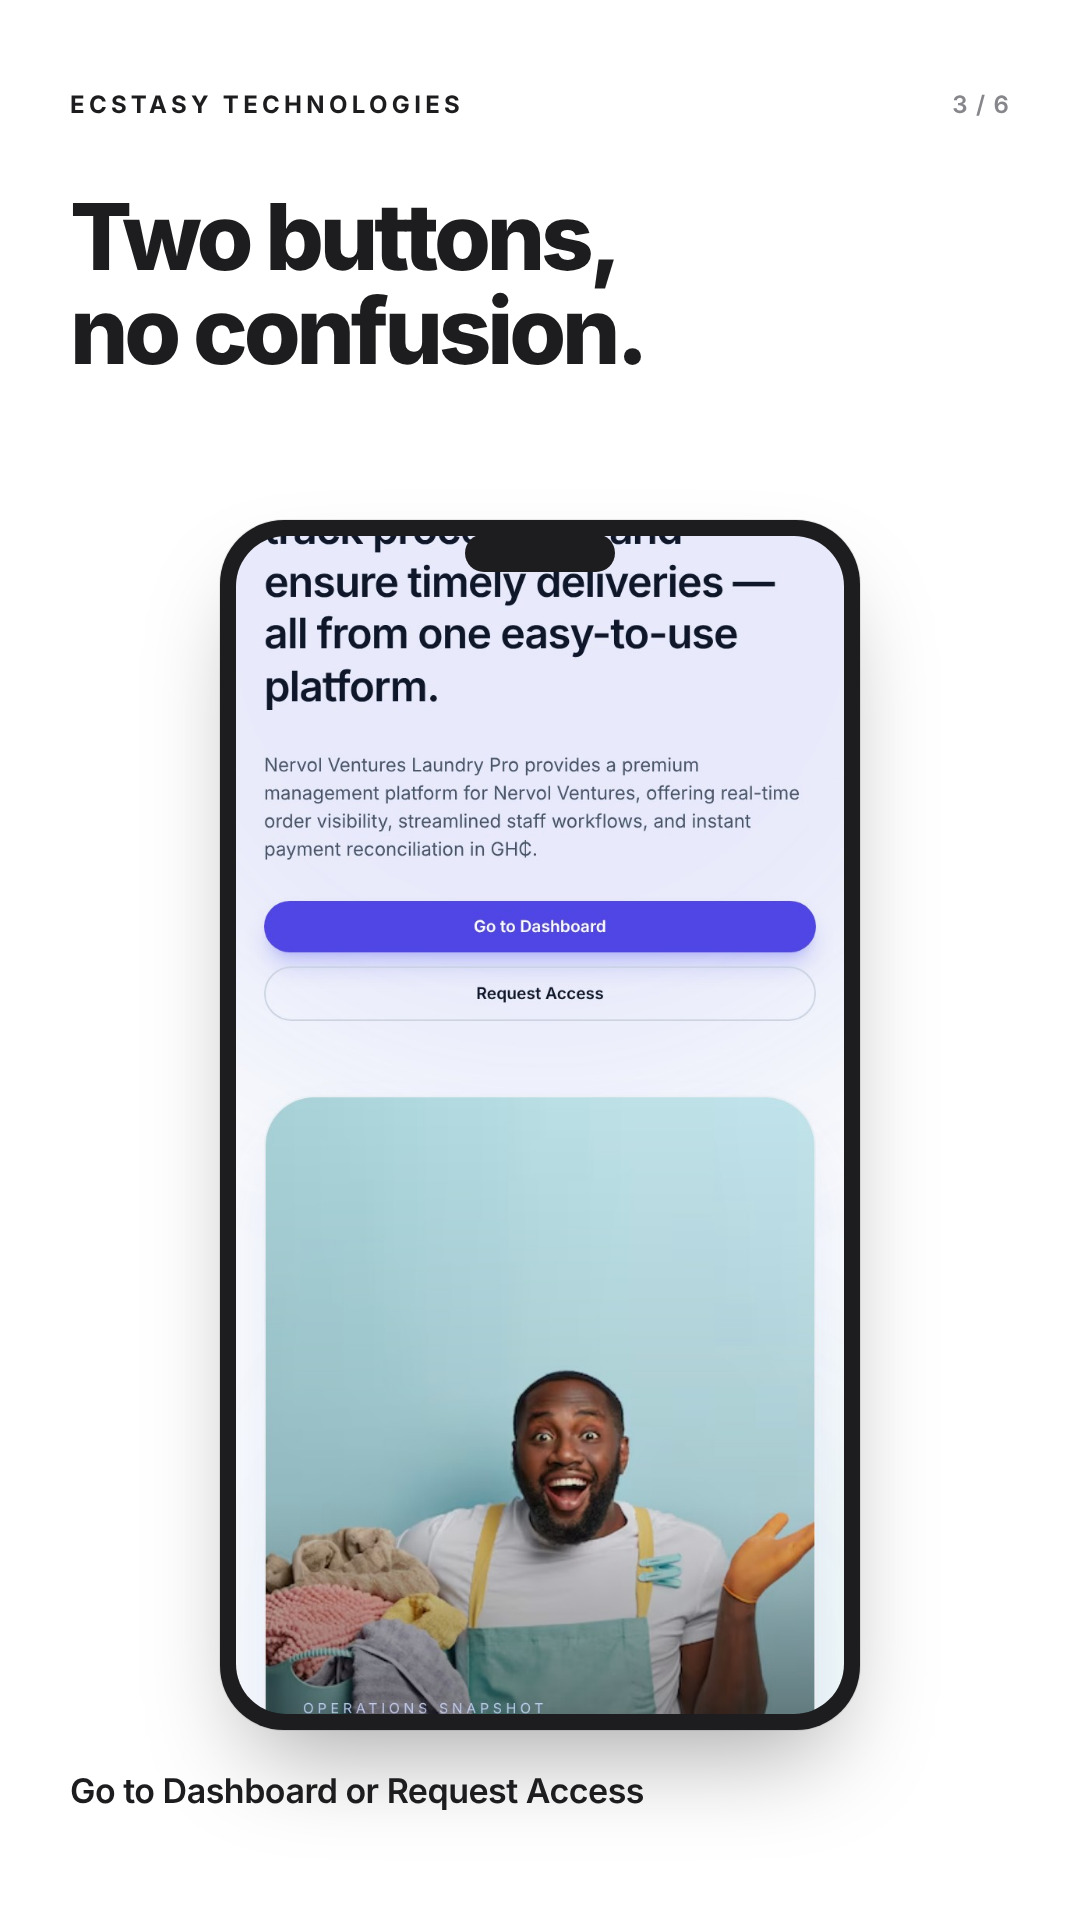 ECSTASY TECHNOLOGIES
3 / 6
Two buttons,
no confusion.
track and
ensure timely deliveries —
all from one easy-to-use
platform.
Nervol Ventures Laundry Pro provides a premium
management platform for Nervol Ventures, offering real-time
order visibility, streamlined staff workflows, and instant
payment reconciliation in GH₵.
Go to Dashboard
Request Access
OPERATIONS SNAPSHOT
Go to Dashboard or Request Access